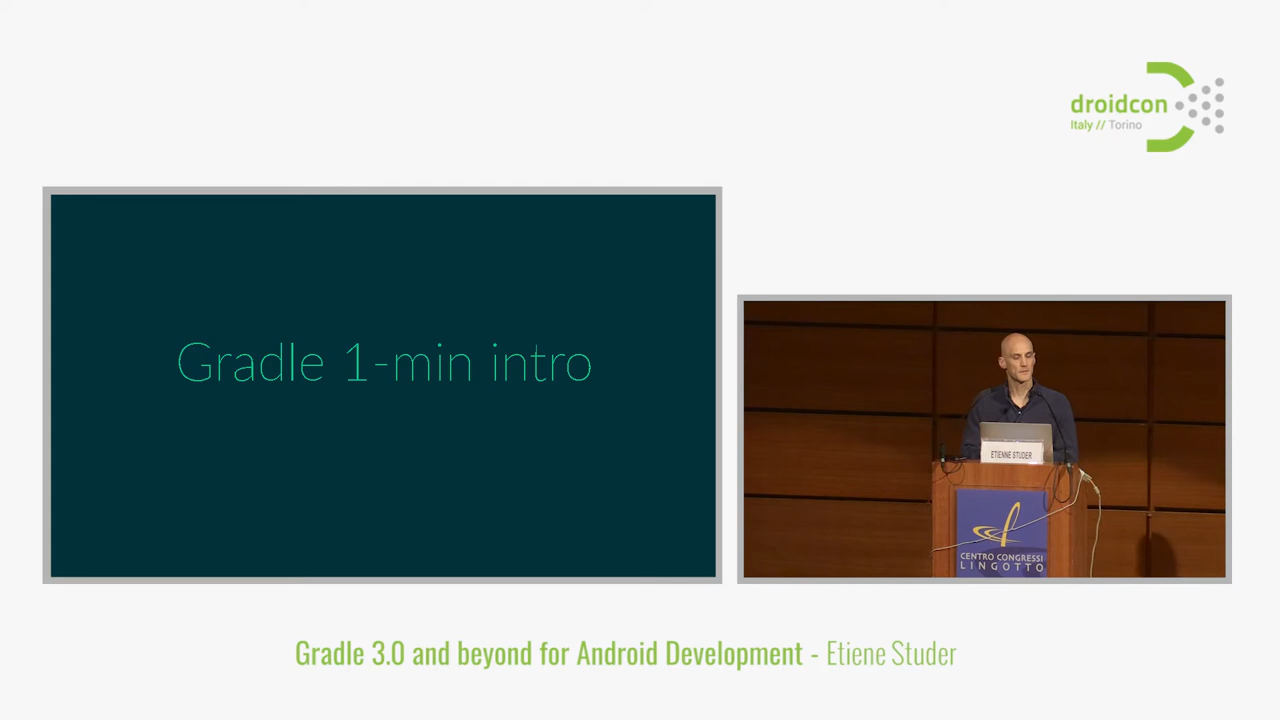 droidcon
Italy // Torino
Gradle 1-min intro
ETIENNE STUDER
CENTRO CONGRESSI
LINGOTTO
Gradle 3.0 and beyond for Android Development - Etiene Studer